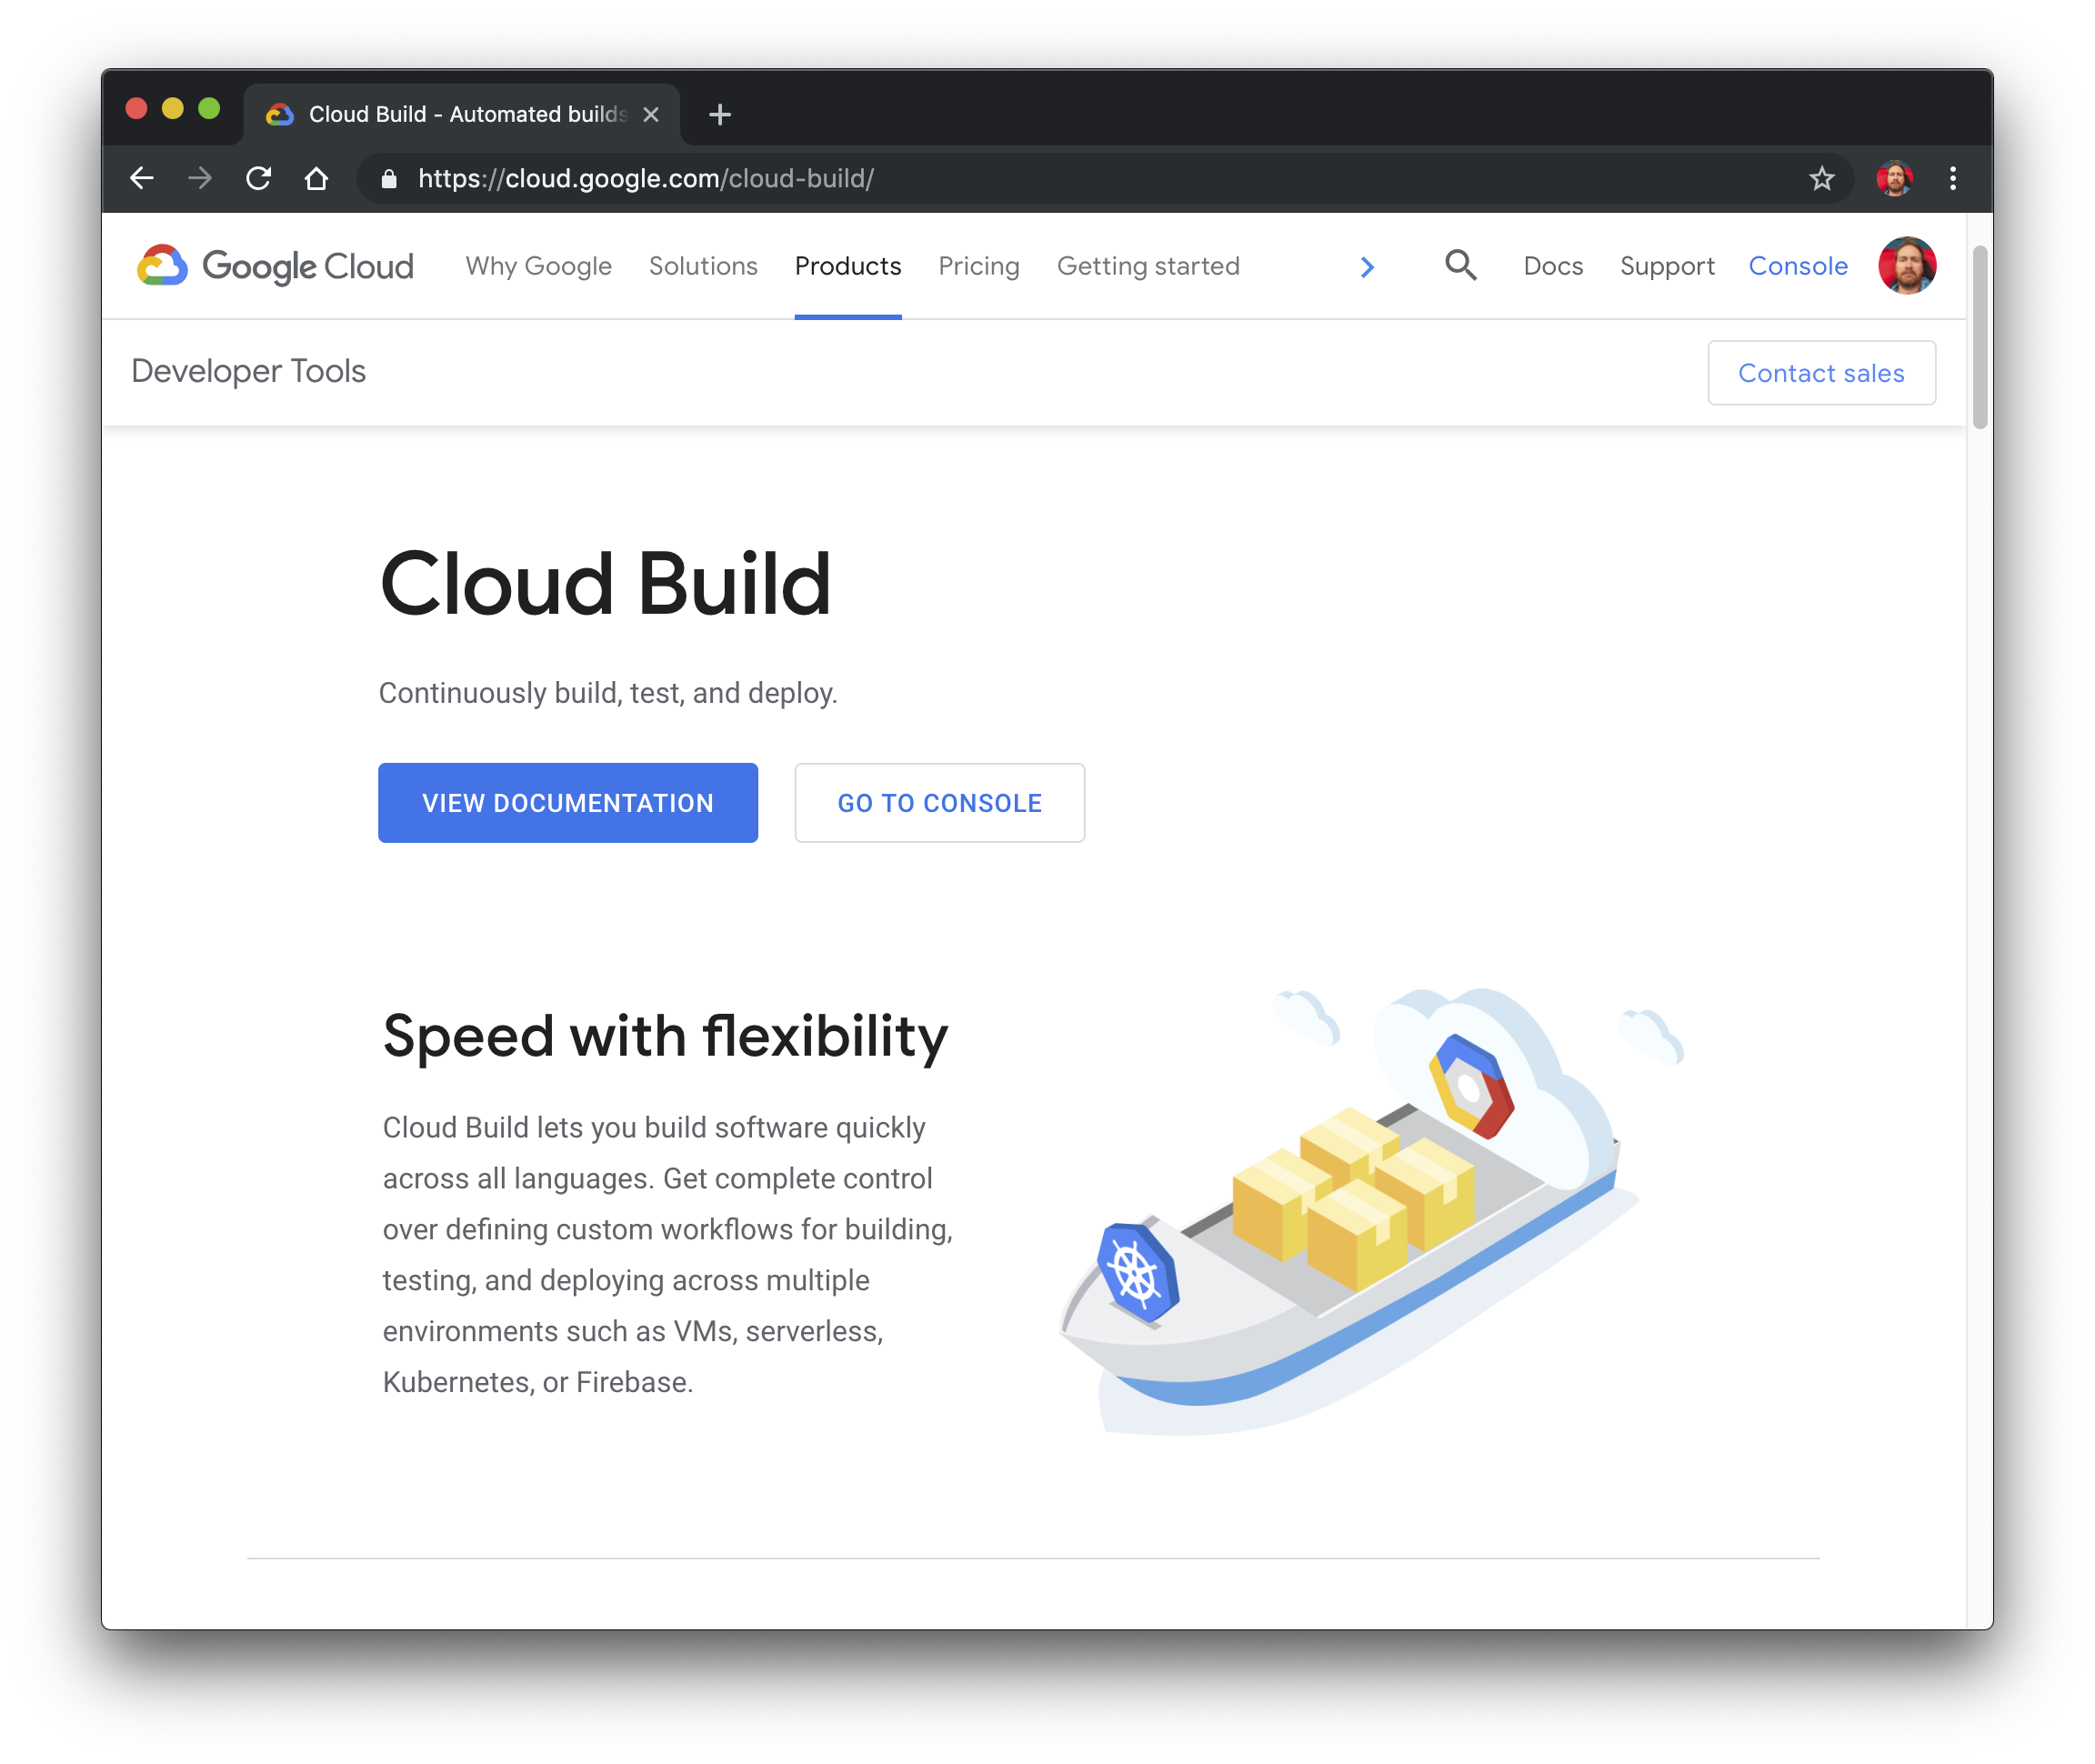 Cloud Build - Automated builds
https://cloud.google.com/cloud-build/
Google Cloud Why Google Solutions Products Pricing Getting started Docs Support Console
Developer Tools Contact sales
Cloud Build
Continuously build, test, and deploy.
VIEW DOCUMENTATION GO TO CONSOLE
Speed with flexibility
Cloud Build lets you build software quickly
across all languages. Get complete control
over defining custom workflows for building,
testing, and deploying across multiple
environments such as VMs, serverless,
Kubernetes, or Firebase.